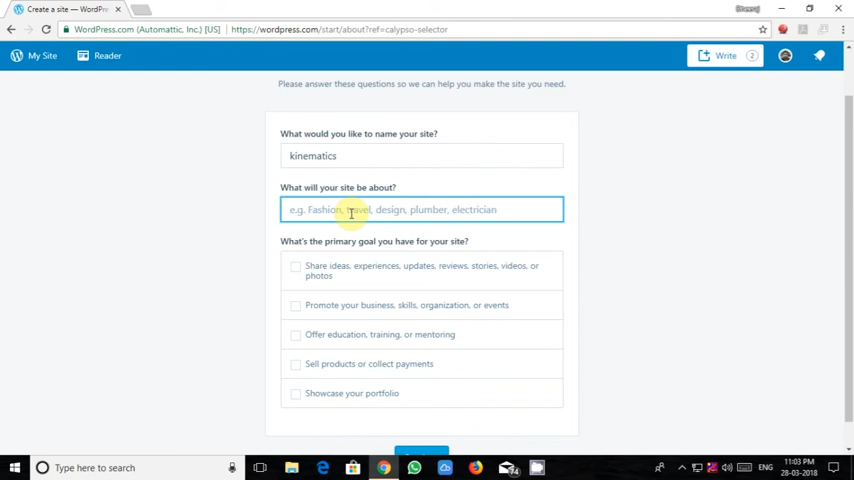 Create a site — WordPr
WordPress.com (Automattic, Inc.) [US] https://wordpress.com/start/about?ref=calypso-selector
My Site Reader Write 2
Please answer these questions so we can help you make the site you need.
What would you like to name your site?
kinematics
What will your site be about?
e.g. Fashion, travel, design, plumber, electrician
What's the primary goal you have for your site?
Share ideas, experiences, updates, reviews, stories, videos, or
photos
Promote your business, skills, organization, or events
Offer education, training, or mentoring
Sell products or collect payments
Showcase your portfolio
Type here to search
74
ENG
11:03 PM
28-03-2018